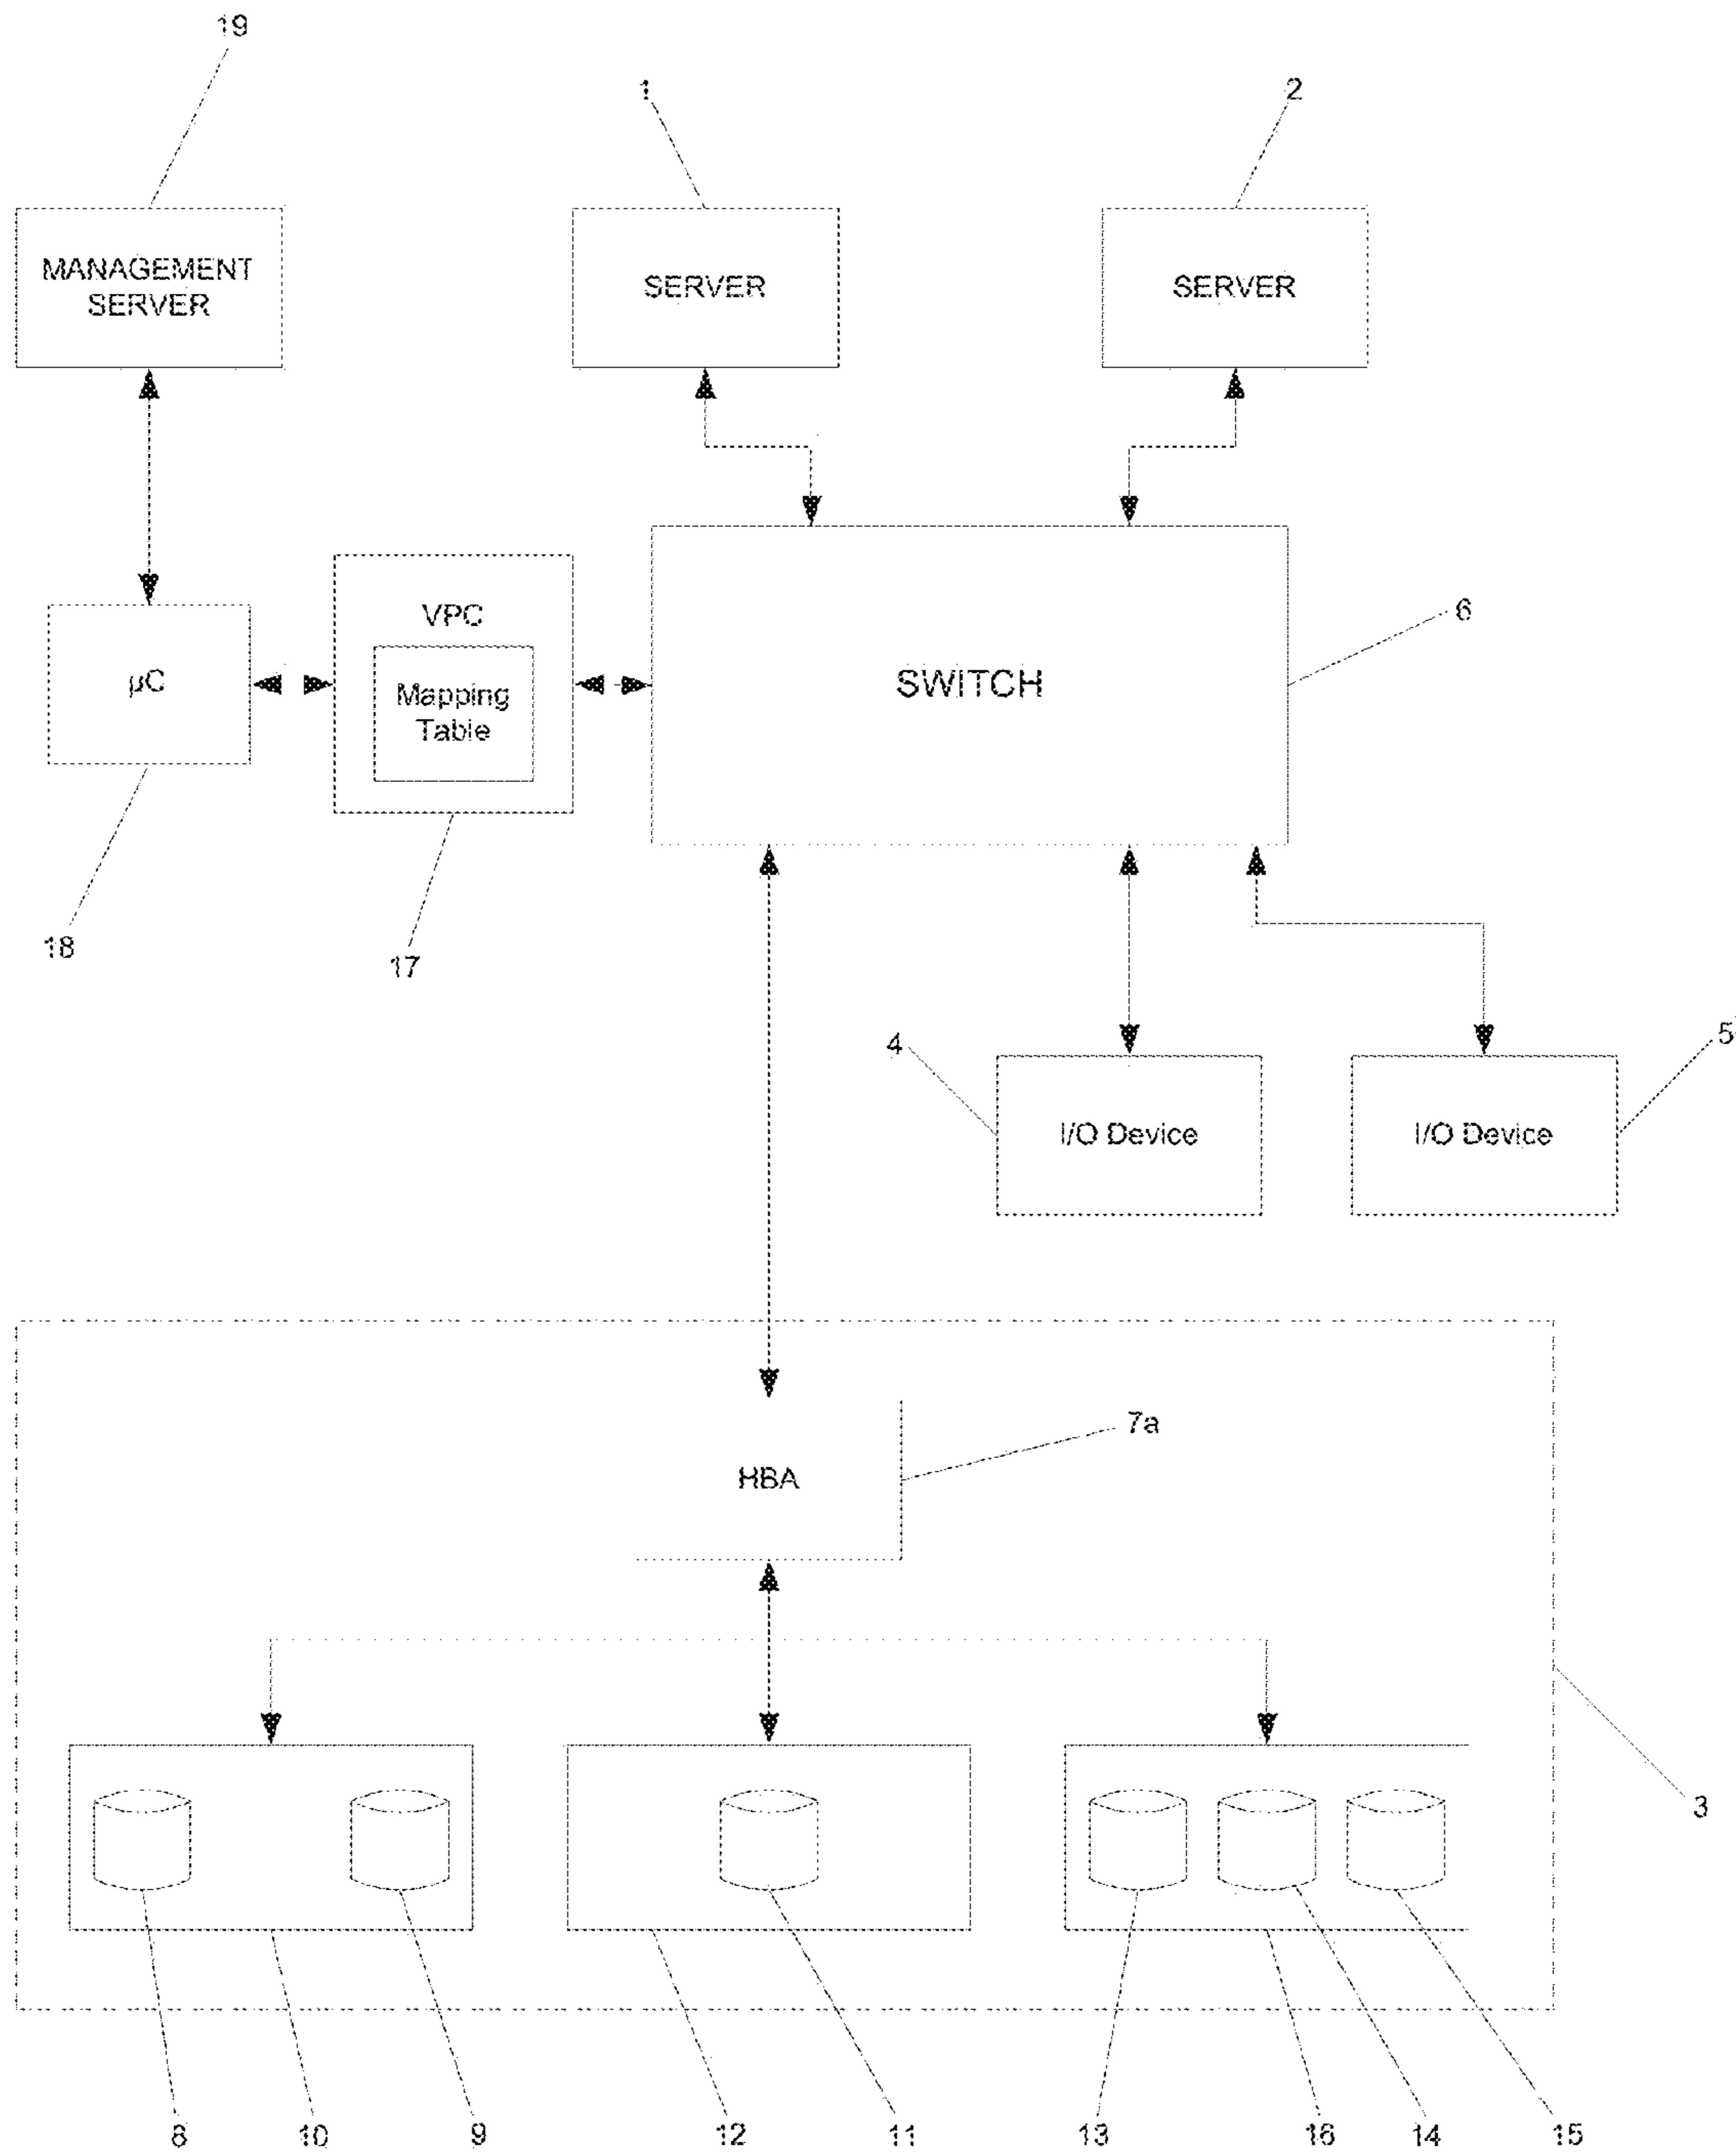 19
1
2
MANAGEMENT
SERVER
SERVER
SERVER
6
VPC
µC
Mapping
Table
SWITCH
18
17
4
5
I/O Device
I/O Device
7a
HBA
3
8
10
9
12
11
13
16
14
15